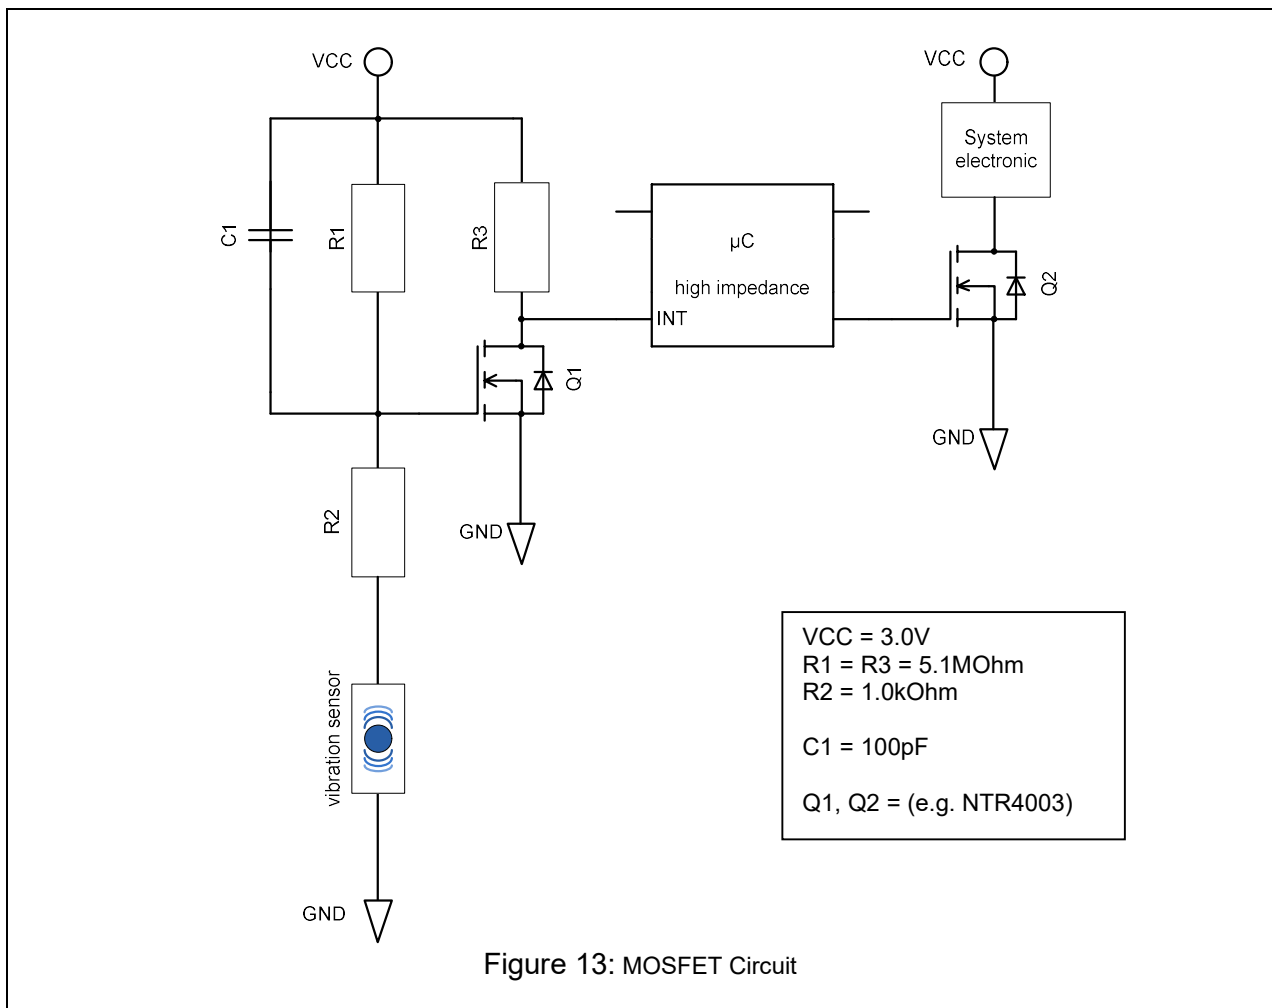 VCC
VCC
System
electronic
C1
R1
R3
µC
high impedance
INT
Q1
Q2
GND
R2
GND
vibration sensor
GND
VCC = 3.0V
R1 = R3 = 5.1MOhm
R2 = 1.0kOhm
C1 = 100pF
Q1, Q2 = (e.g. NTR4003)
Figure 13: MOSFET Circuit